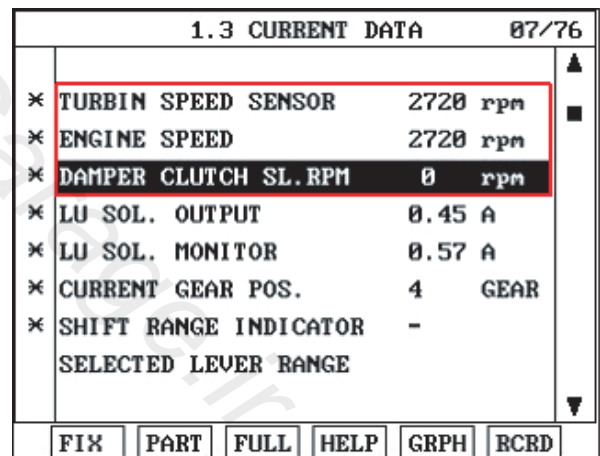 1.3 CURRENT DATA 07/76
* TURBIN SPEED SENSOR 2720 rpm
* ENGINE SPEED 2720 rpm
* DAMPER CLUTCH SL.RPM 0 rpm
* LU SOL. OUTPUT 0.45 A
* LU SOL. MONITOR 0.57 A
* CURRENT GEAR POS. 4 GEAR
* SHIFT RANGE INDICATOR -
SELECTED LEVER RANGE
FIX PART FULL HELP GRPH RCRD